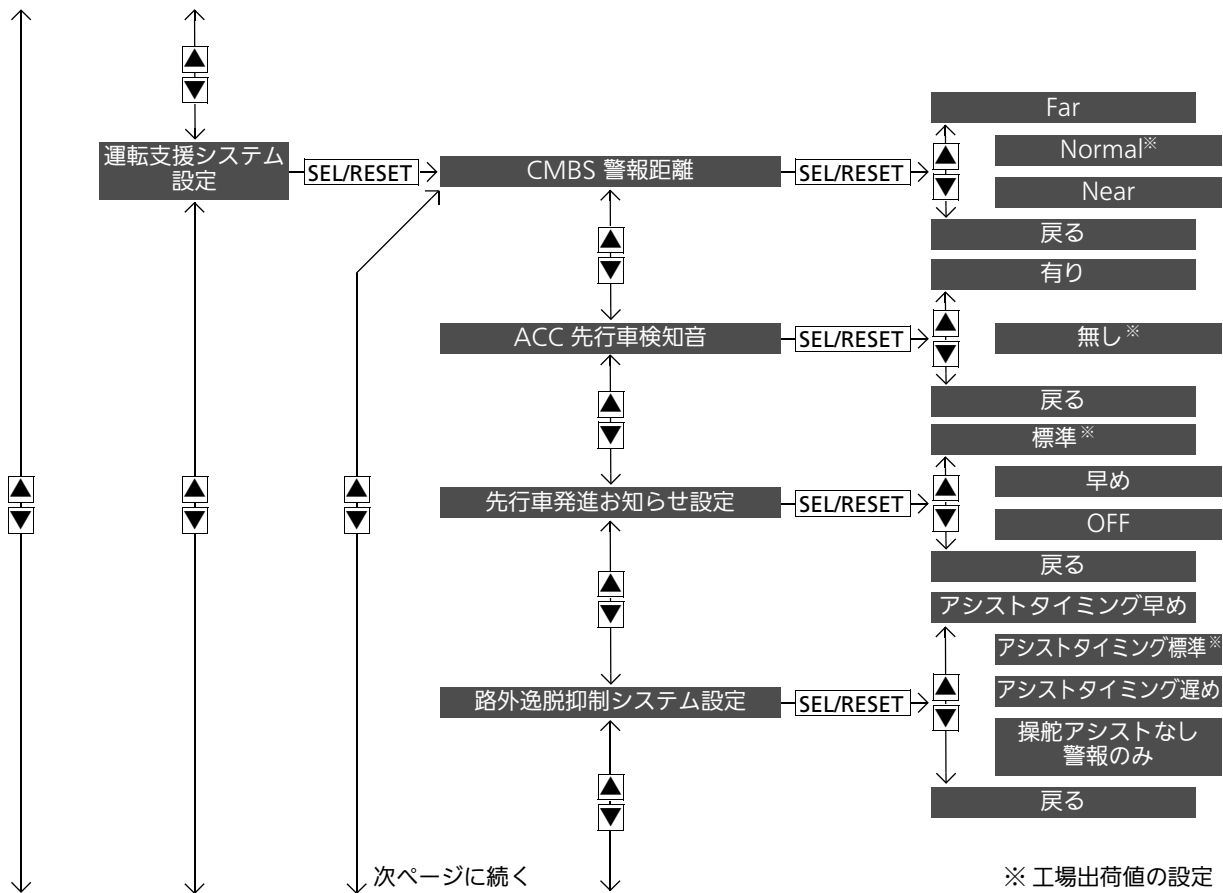 Far
運転支援システム
設定
SEL/RESET
CMBS 警報距離
SEL/RESET
Normal※
Near
戻る
有り
ACC 先行車検知音
SEL/RESET
無し※
戻る
標準※
先行車発進お知らせ設定
SEL/RESET
早め
OFF
戻る
アシストタイミング早め
アシストタイミング標準※
路外逸脱抑制システム設定
SEL/RESET
アシストタイミング遅め
操舵アシストなし
警報のみ
戻る
次ページに続く
※ 工場出荷値の設定